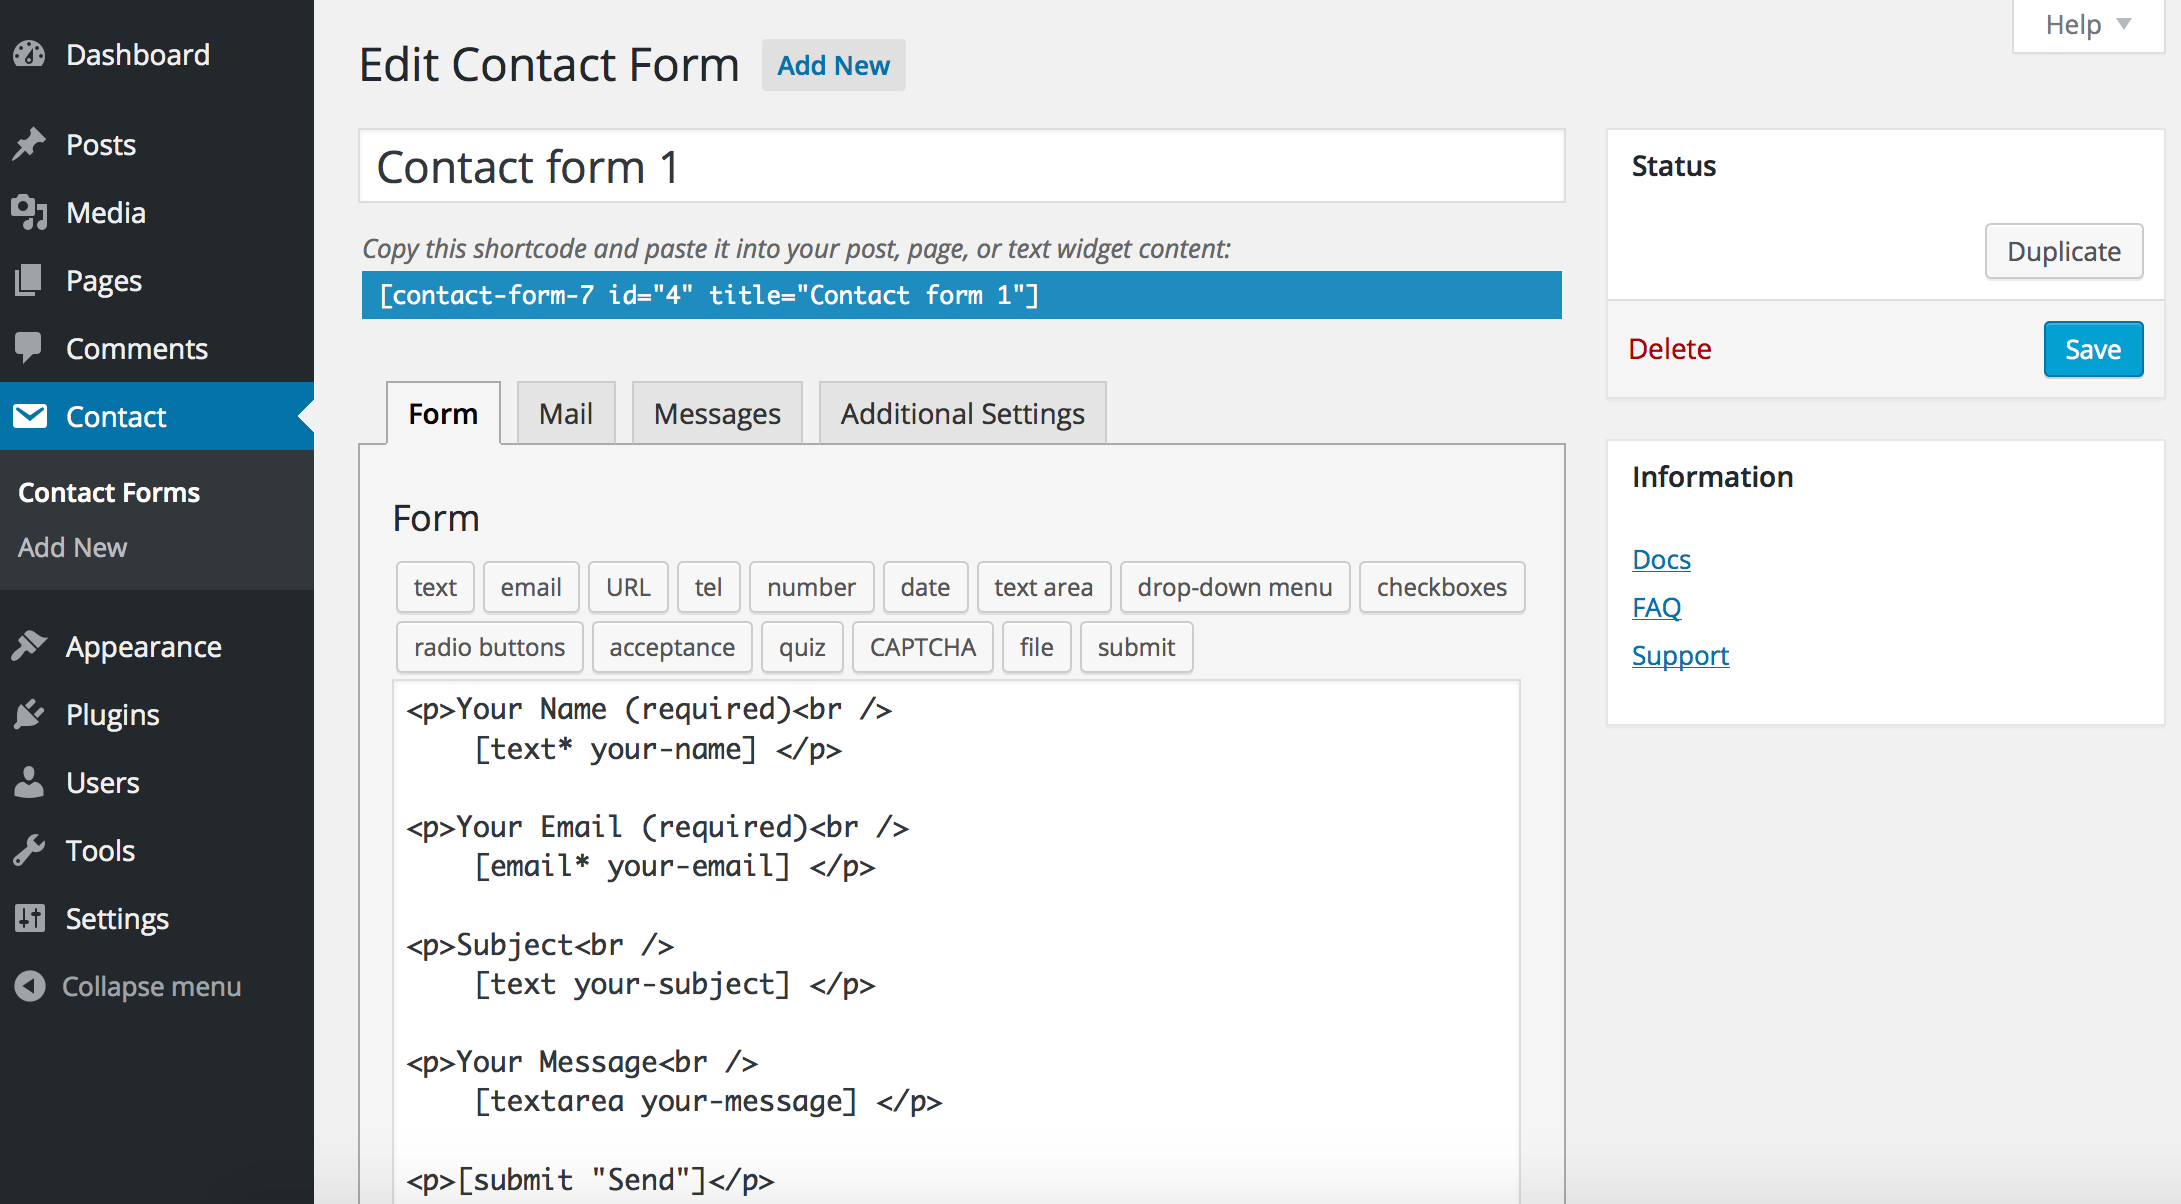 Dashboard
Posts
Media
Pages
Comments
Contact
Contact Forms
Add New
Appearance
Plugins
Users
Tools
Settings
Collapse menu
Help
Edit Contact Form Add New
Contact form 1
Copy this shortcode and paste it into your post, page, or text widget content:
[contact-form-7 id="4" title="Contact form 1"]
Form Mail Messages Additional Settings
Form
text email URL tel number date text area drop-down menu checkboxes
radio buttons acceptance quiz CAPTCHA file submit
<p>Your Name (required)<br />
[text* your-name] </p>
<p>Your Email (required)<br />
[email* your-email] </p>
<p>Subject<br />
[text your-subject] </p>
<p>Your Message<br />
[textarea your-message] </p>
<p>[submit "Send"]</p>
Status
Duplicate
Delete Save
Information
Docs
FAQ
Support